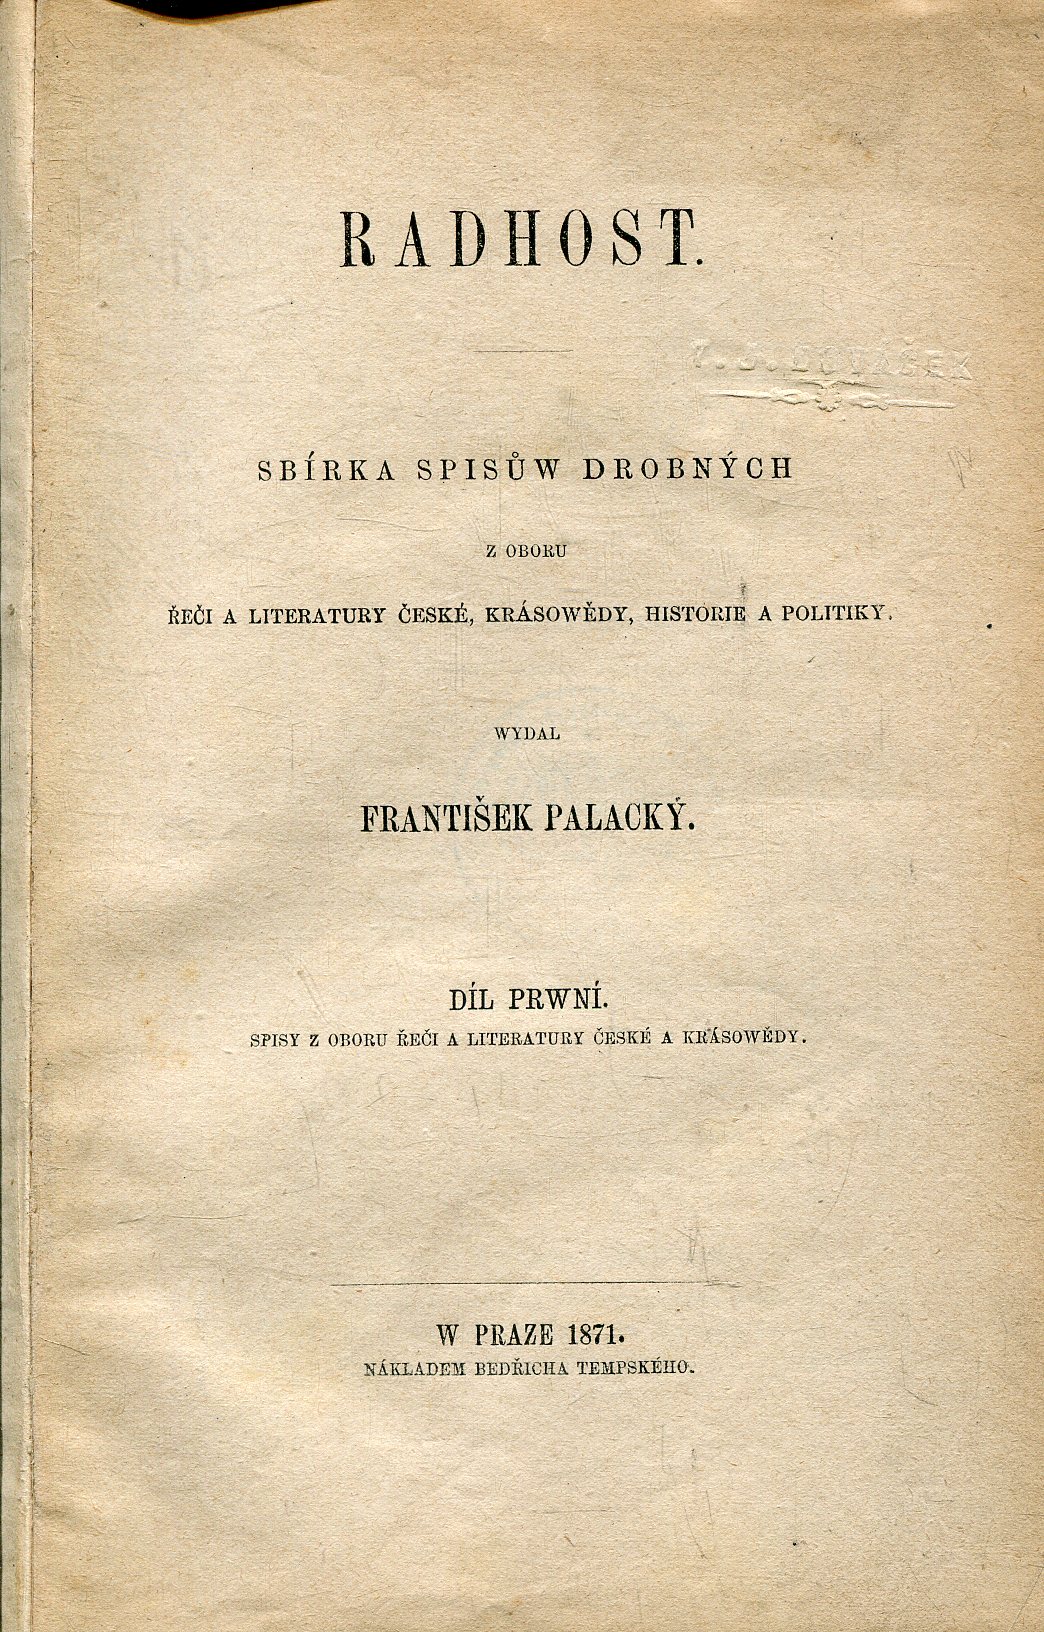 RADHOST.
SBÍRKA SPISŮW DROBNÝCH
Z OBORU
ŘEČI A LITERATURY ČESKÉ, KRÁSOWĚDY, HISTORIE A POLITIKY.
WYDAL
FRANTIŠEK PALACKÝ.
DÍL PRWNÍ.
SPISY Z OBORU ŘEČI A LITERATURY ČESKÉ A KRÁSOWĚDY.
W PRAZE 1871.
NÁKLADEM BEDŘICHA TEMPSKÉHO.